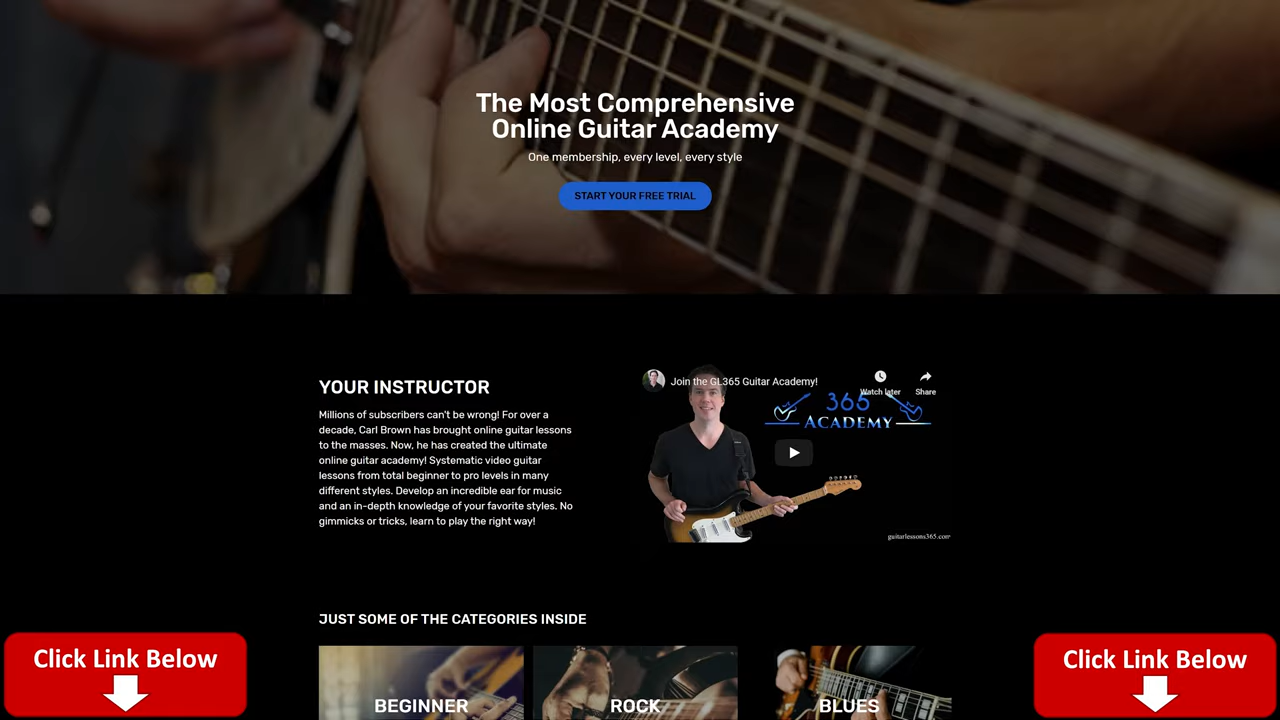 The Most Comprehensive
Online Guitar Academy
One membership, every level, every style
START YOUR FREE TRIAL
YOUR INSTRUCTOR
Millions of subscribers can't be wrong! For over a
decade, Carl Brown has brought online guitar lessons
to the masses. Now, he has created the ultimate
online guitar academy! Systematic video guitar
lessons from total beginner to pro levels in many
different styles. Develop an incredible ear for music
and an in-depth knowledge of your favorite styles. No
gimmicks or tricks, learn to play the right way!
Join the GL365 Guitar Academy!
Watch later
Share
365
ACADEMY
guitarlessons365.com
JUST SOME OF THE CATEGORIES INSIDE
BEGINNER
ROCK
BLUES
Click Link Below
Click Link Below